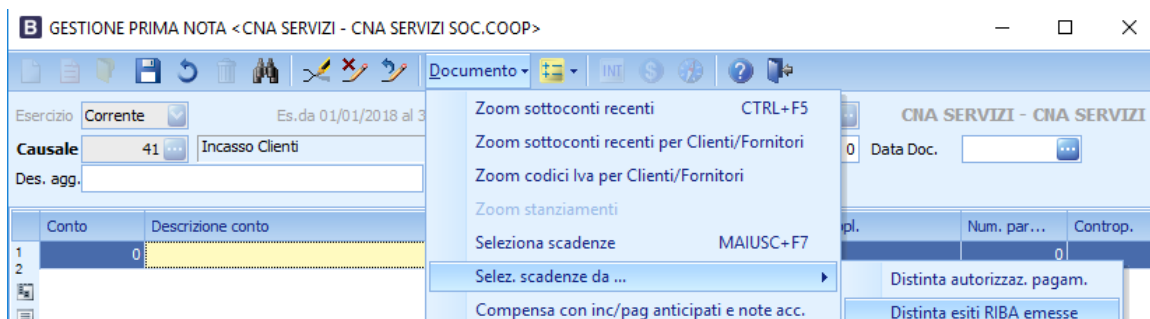 B GESTIONE PRIMA NOTA <CNA SERVIZI - CNA SERVIZI SOC.COOP>
Documento INT $ ?
Esercizio Corrente Es.da 01/01/2018 al 3 CNA SERVIZI - CNA SERVIZI
Causale 41 Incasso Clienti 0 Data Doc.
Des. agg.
Zoom sottoconti recenti CTRL+F5
Zoom sottoconti recenti per Clienti/Fornitori
Zoom codici Iva per Clienti/Fornitori
Zoom stanziamenti
Seleziona scadenze MAIUSC+F7
Selez. scadenze da ...
Compensa con inc/pag anticipati e note acc.
Distinta autorizzaz. pagam.
Distinta esiti RIBA emesse
Conto Descrizione conto opl. Num. par... Controp.
1 0 0
2